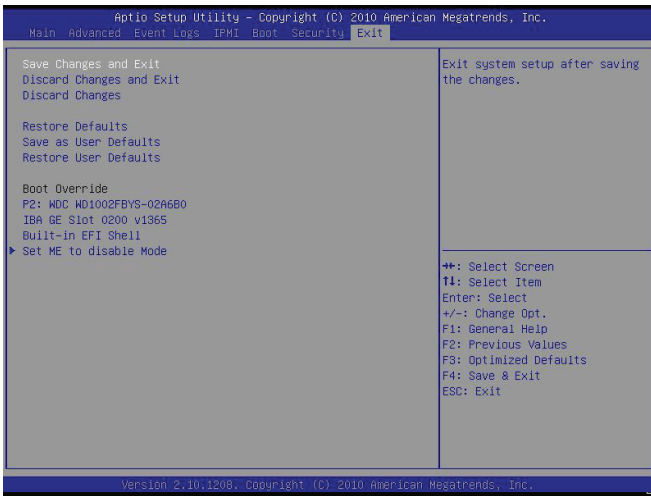 Aptio Setup Utility – Copyright (C) 2010 American Megatrends, Inc.
Main Advanced Event Logs IPMI Boot Security Exit
Save Changes and Exit
Discard Changes and Exit
Discard Changes
Restore Defaults
Save as User Defaults
Restore User Defaults
Boot Override
P2: WDC WD1002FBYS-02A6B0
IBA GE Slot 0200 v1365
Built-in EFI Shell
Set ME to disable Mode
Exit system setup after saving
the changes.
→←: Select Screen
↑↓: Select Item
Enter: Select
+/-: Change Opt.
F1: General Help
F2: Previous Values
F3: Optimized Defaults
F4: Save & Exit
ESC: Exit
Version 2.10.1208. Copyright (C) 2010 American Megatrends, Inc.